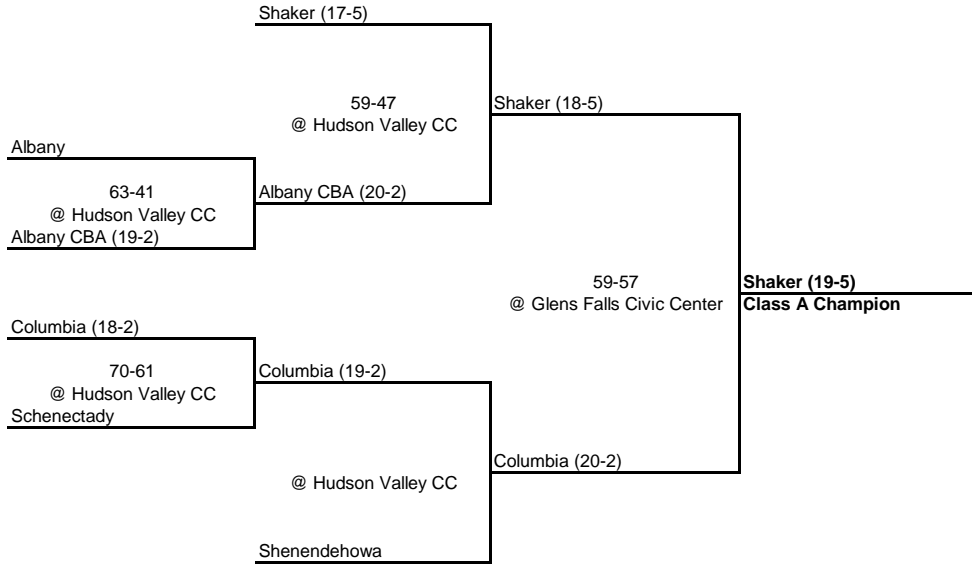 Shaker (17-5)
59-47
@ Hudson Valley CC
Shaker (18-5)
Albany
63-41
@ Hudson Valley CC
Albany CBA (20-2)
Albany CBA (19-2)
59-57
@ Glens Falls Civic Center
Shaker (19-5)
Class A Champion
Columbia (18-2)
70-61
@ Hudson Valley CC
Columbia (19-2)
Schenectady
Columbia (20-2)
@ Hudson Valley CC
Shenendehowa